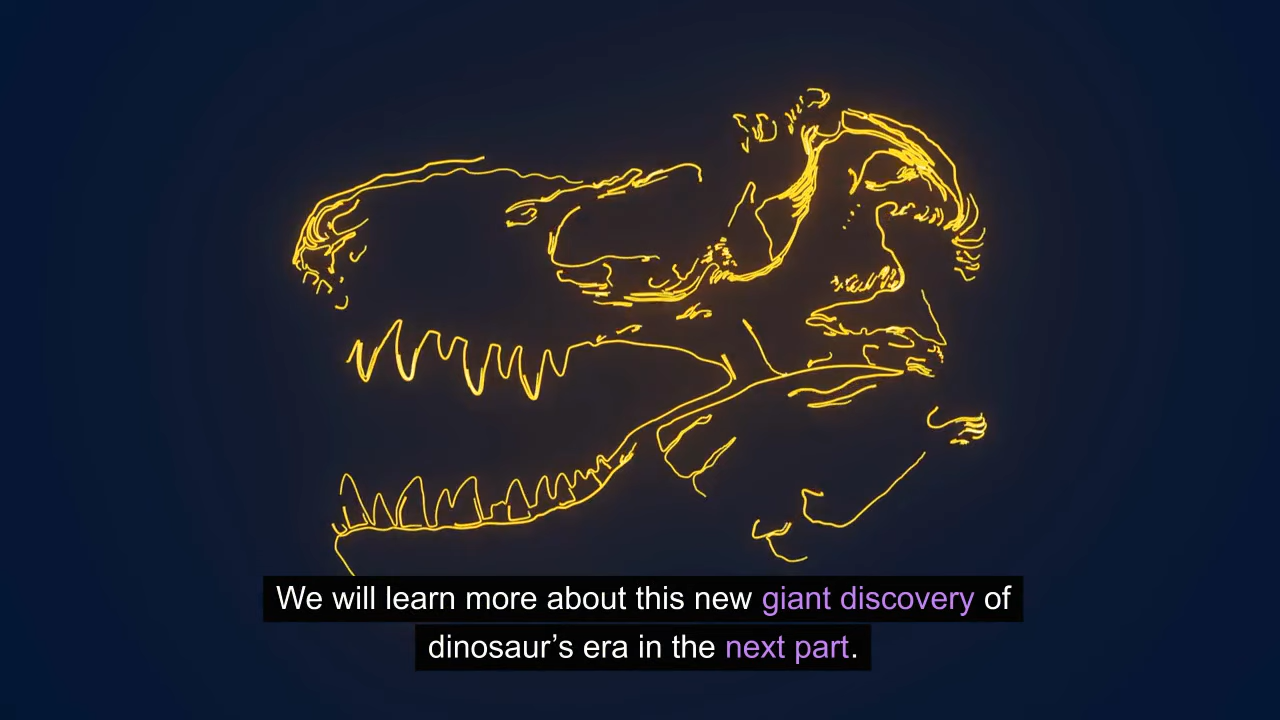 We will learn more about this new giant discovery of
dinosaur’s era in the next part.